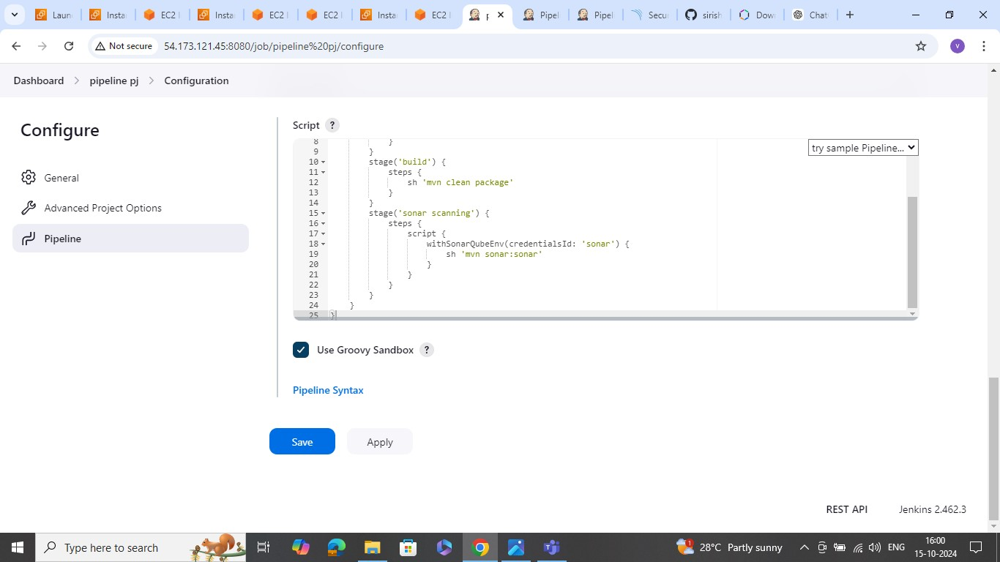 Laun
Insta
EC2 I
Insta
EC2 I
EC2 I
Insta
EC2 I
p
Pipel
Pipel
Secu
sirish
Dow
Chat
Not secure
54.173.121.45:8080/job/pipeline%20pj/configure
V
Dashboard > pipeline pj > Configuration
Configure
General
Advanced Project Options
Pipeline
Script ?
try sample Pipeline...
8 }
9 }
10 stage('build') {
11 steps {
12 sh 'mvn clean package'
13 }
14 }
15 stage('sonar scanning') {
16 steps {
17 script {
18 withSonarQubeEnv(credentialsId: 'sonar') {
19 sh 'mvn sonar:sonar'
20 }
21 }
22 }
23 }
24 }
25 }
Use Groovy Sandbox ?
Pipeline Syntax
Save
Apply
REST API
Jenkins 2.462.3
Type here to search
1
28°C Partly sunny
ENG
16:00
15-10-2024